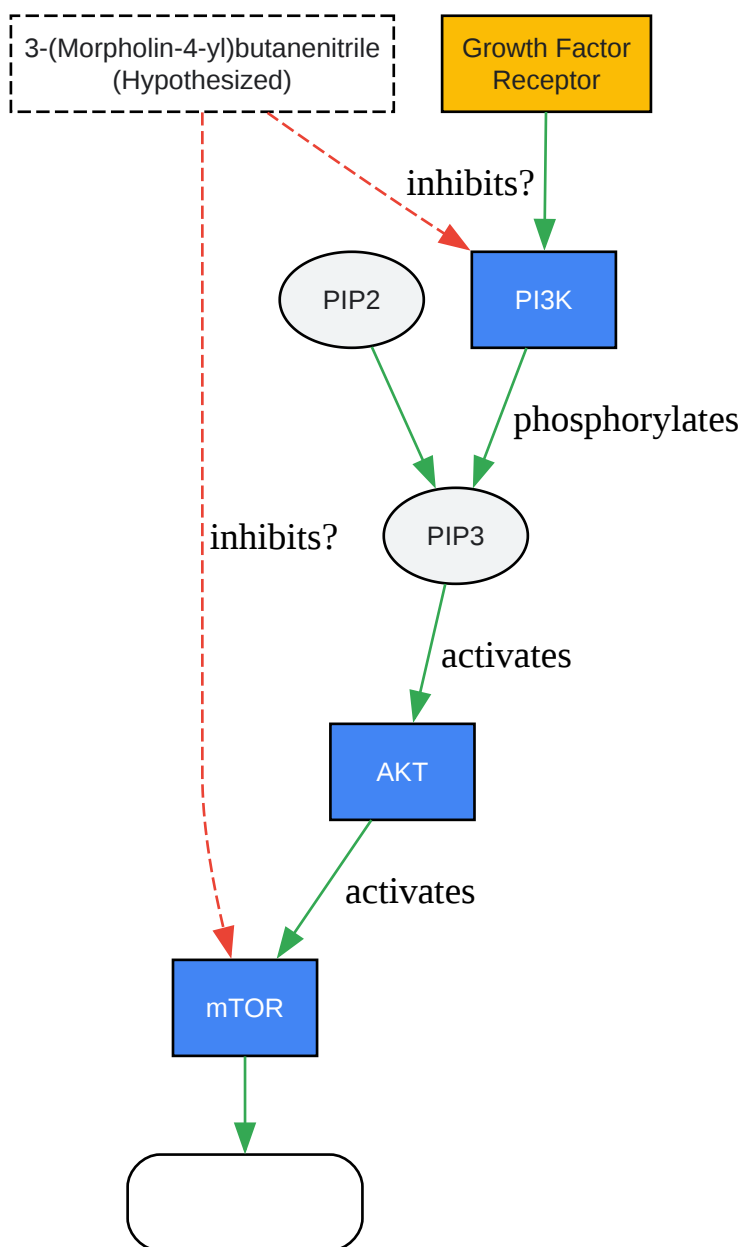 3-(Morpholin-4-yl)butanenitrile
(Hypothesized)
Growth Factor
Receptor
inhibits?
PIP2
PI3K
phosphorylates
inhibits?
PIP3
activates
AKT
activates
mTOR